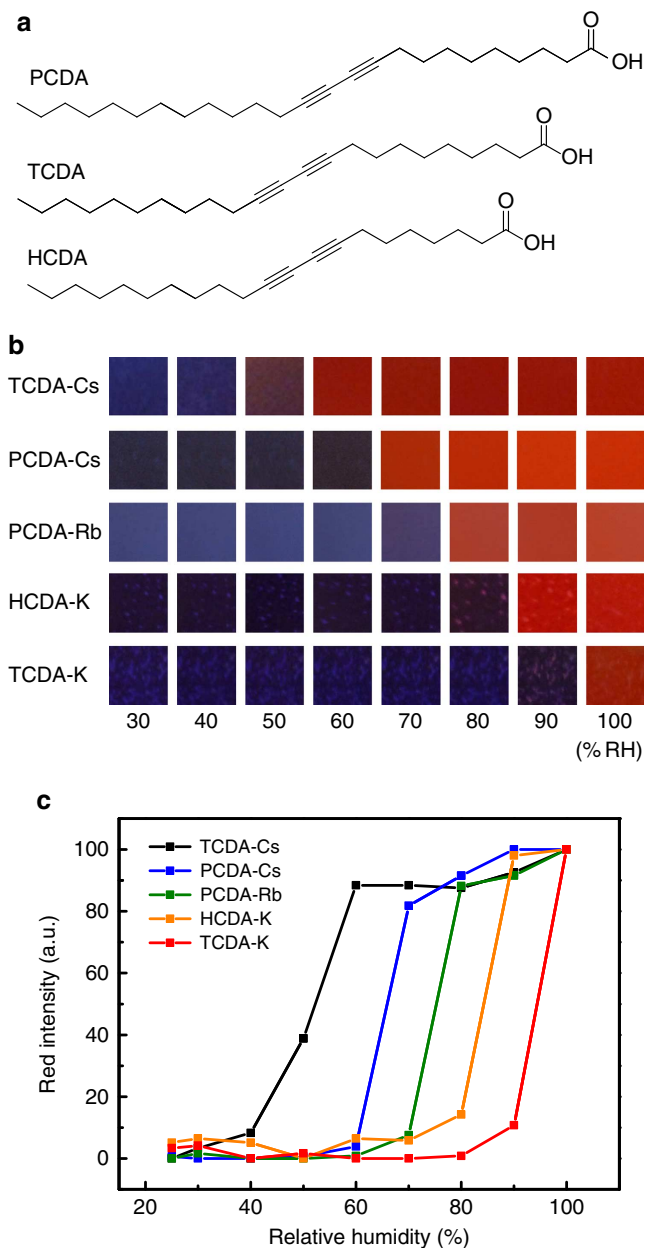 a
O
OH
PCDA
O
OH
TCDA
O
OH
HCDA
b
TCDA-Cs
PCDA-Cs
PCDA-Rb
HCDA-K
TCDA-K
30 40 50 60 70 80 90 100
(% RH)
c
100
80
60
40
20
0
Red intensity (a.u.)
TCDA-Cs
PCDA-Cs
PCDA-Rb
HCDA-K
TCDA-K
20 40 60 80 100
Relative humidity (%)